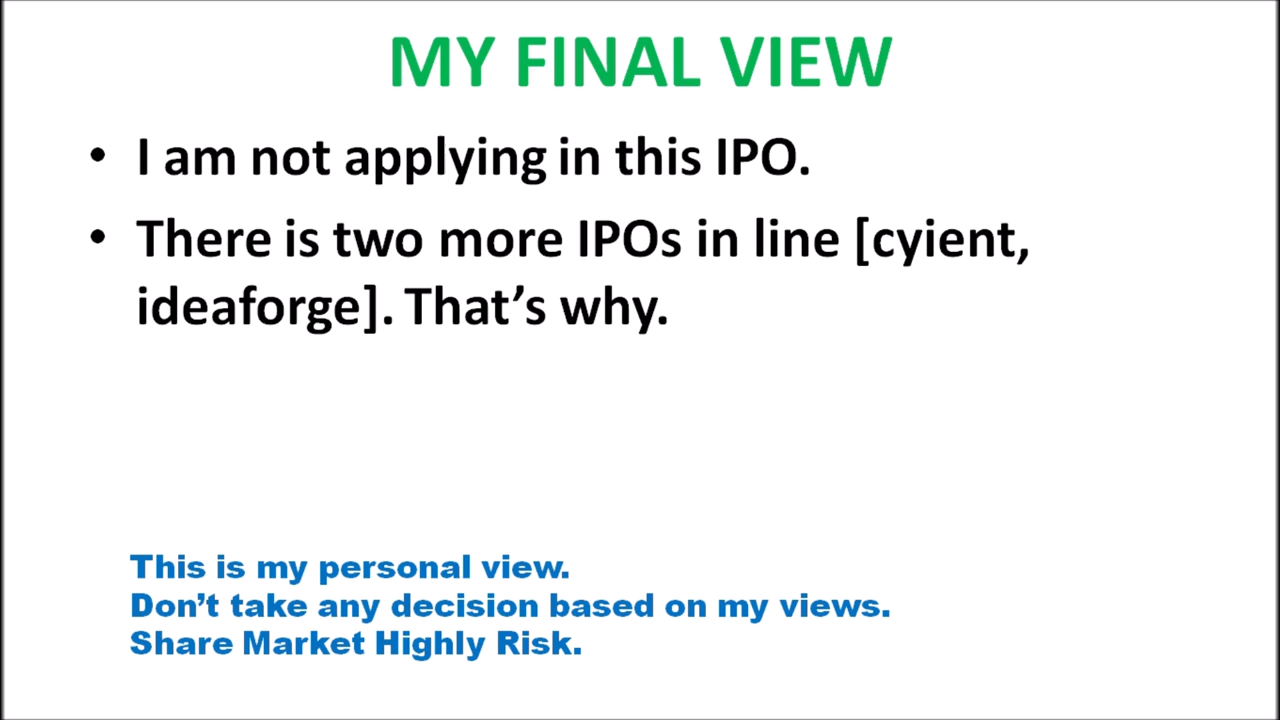 MY FINAL VIEW
• I am not applying in this IPO.
• There is two more IPOs in line [cyient,
ideaforge]. That’s why.
This is my personal view.
Don’t take any decision based on my views.
Share Market Highly Risk.